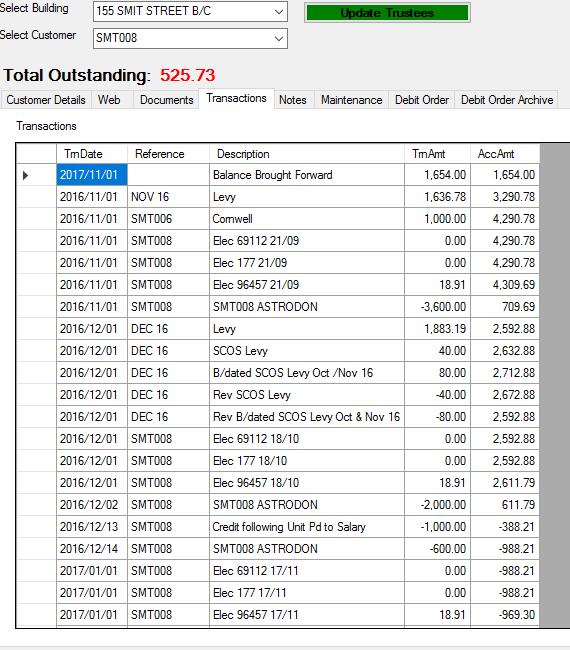 Select Building 155 SMIT STREET B/C Update Trustees
Select Customer SMT008
Total Outstanding: 525.73
Customer Details Web Documents Transactions Notes Maintenance Debit Order Debit Order Archive
Transactions
TrnDate Reference Description TrnAmt AccAmt
2017/11/01 Balance Brought Forward 1,654.00 1,654.00
2016/11/01 NOV 16 Levy 1,636.78 3,290.78
2016/11/01 SMT006 Cornwell 1,000.00 4,290.78
2016/11/01 SMT008 Elec 69112 21/09 0.00 4,290.78
2016/11/01 SMT008 Elec 177 21/09 0.00 4,290.78
2016/11/01 SMT008 Elec 96457 21/09 18.91 4,309.69
2016/11/01 SMT008 SMT008 ASTRODON -3,600.00 709.69
2016/12/01 DEC 16 Levy 1,883.19 2,592.88
2016/12/01 DEC 16 SCOS Levy 40.00 2,632.88
2016/12/01 DEC 16 B/dated SCOS Levy Oct /Nov 16 80.00 2,712.88
2016/12/01 DEC 16 Rev SCOS Levy -40.00 2,672.88
2016/12/01 DEC 16 Rev B/dated SCOS Levy Oct & Nov 16 -80.00 2,592.88
2016/12/01 SMT008 Elec 69112 18/10 0.00 2,592.88
2016/12/01 SMT008 Elec 177 18/10 0.00 2,592.88
2016/12/01 SMT008 Elec 96457 18/10 18.91 2,611.79
2016/12/02 SMT008 SMT008 ASTRODON -2,000.00 611.79
2016/12/13 SMT008 Credit following Unit Pd to Salary -1,000.00 -388.21
2016/12/14 SMT008 SMT008 ASTRODON -600.00 -988.21
2017/01/01 SMT008 Elec 69112 17/11 0.00 -988.21
2017/01/01 SMT008 Elec 177 17/11 0.00 -988.21
2017/01/01 SMT008 Elec 96457 17/11 18.91 -969.30